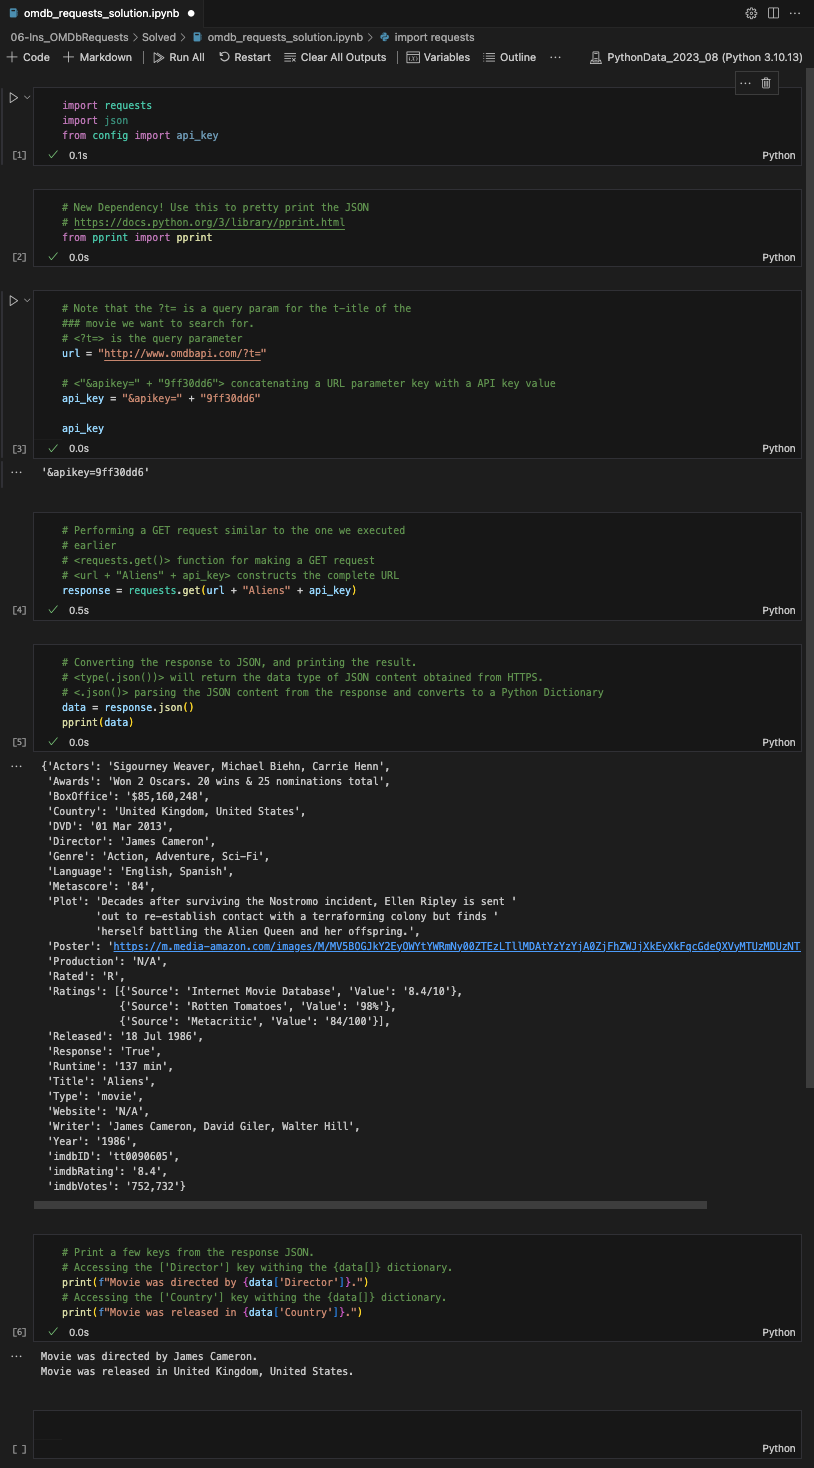 omdb_requests_solution.ipynb ●
06-Ins_OMDbRequests > Solved > omdb_requests_solution.ipynb > import requests
+ Code + Markdown | Run All Restart Clear All Outputs | Variables Outline ... PythonData_2023_08 (Python 3.10.13)
import requests
import json
from config import api_key
[1] ✓ 0.1s Python
# New Dependency! Use this to pretty print the JSON
# https://docs.python.org/3/library/pprint.html
from pprint import pprint
[2] ✓ 0.0s Python
# Note that the ?t= is a query param for the t-itle of the
### movie we want to search for.
# <?t=> is the query parameter
url = "http://www.omdbapi.com/?t="
# <"&apikey=" + "9ff30dd6"> concatenating a URL parameter key with a API key value
api_key = "&apikey=" + "9ff30dd6"
api_key
[3] ✓ 0.0s Python
... '&apikey=9ff30dd6'
# Performing a GET request similar to the one we executed
# earlier
# <requests.get()> function for making a GET request
# <url + "Aliens" + api_key> constructs the complete URL
response = requests.get(url + "Aliens" + api_key)
[4] ✓ 0.5s Python
# Converting the response to JSON, and printing the result.
# <type(.json())> will return the data type of JSON content obtained from HTTPS.
# <.json()> parsing the JSON content from the response and converts to a Python Dictionary
data = response.json()
pprint(data)
[5] ✓ 0.0s Python
... {'Actors': 'Sigourney Weaver, Michael Biehn, Carrie Henn',
'Awards': 'Won 2 Oscars. 20 wins & 25 nominations total',
'BoxOffice': '$85,160,248',
'Country': 'United Kingdom, United States',
'DVD': '01 Mar 2013',
'Director': 'James Cameron',
'Genre': 'Action, Adventure, Sci-Fi',
'Language': 'English, Spanish',
'Metascore': '84',
'Plot': 'Decades after surviving the Nostromo incident, Ellen Ripley is sent '
'out to re-establish contact with a terraforming colony but finds '
'herself battling the Alien Queen and her offspring.',
'Poster': 'https://m.media-amazon.com/images/M/MV5BOGJkY2EyOWYtYWRmNy00ZTEzLTllMDAtYzYzYjA0ZjFhZWJjXkEyXkFqcGdeQXVyMTUzMDUzNT
'Production': 'N/A',
'Rated': 'R',
'Ratings': [{'Source': 'Internet Movie Database', 'Value': '8.4/10'},
{'Source': 'Rotten Tomatoes', 'Value': '98%'},
{'Source': 'Metacritic', 'Value': '84/100'}],
'Released': '18 Jul 1986',
'Response': 'True',
'Runtime': '137 min',
'Title': 'Aliens',
'Type': 'movie',
'Website': 'N/A',
'Writer': 'James Cameron, David Giler, Walter Hill',
'Year': '1986',
'imdbID': 'tt0090605',
'imdbRating': '8.4',
'imdbVotes': '752,732'}
# Print a few keys from the response JSON.
# Accessing the ['Director'] key withing the {data[]} dictionary.
print(f"Movie was directed by {data['Director']}.")
# Accessing the ['Country'] key withing the {data[]} dictionary.
print(f"Movie was released in {data['Country']}.")
[6] ✓ 0.0s Python
... Movie was directed by James Cameron.
Movie was released in United Kingdom, United States.
[ ] Python